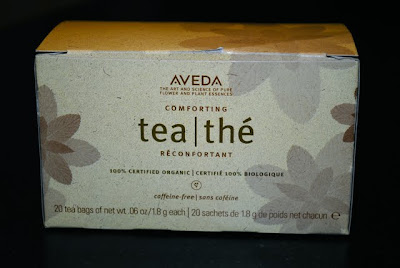 AVEDA
THE ART AND SCIENCE OF PURE
FLOWER AND PLANT ESSENCES
COMFORTING
tea|thé
RÉCONFORTANT
100% CERTIFIED ORGANIC | CERTIFIÉ 100% BIOLOGIQUE
caffeine-free | sans caféine
20 tea bags of net wt. .06 oz/1.8 g each | 20 sachets de 1.8 g de poids net chacun ℮